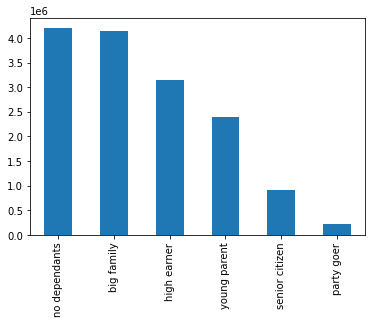 1e6
4.0
3.5
3.0
2.5
2.0
1.5
1.0
0.5
0.0
no dependants
big family
high earner
young parent
senior citizen
party goer